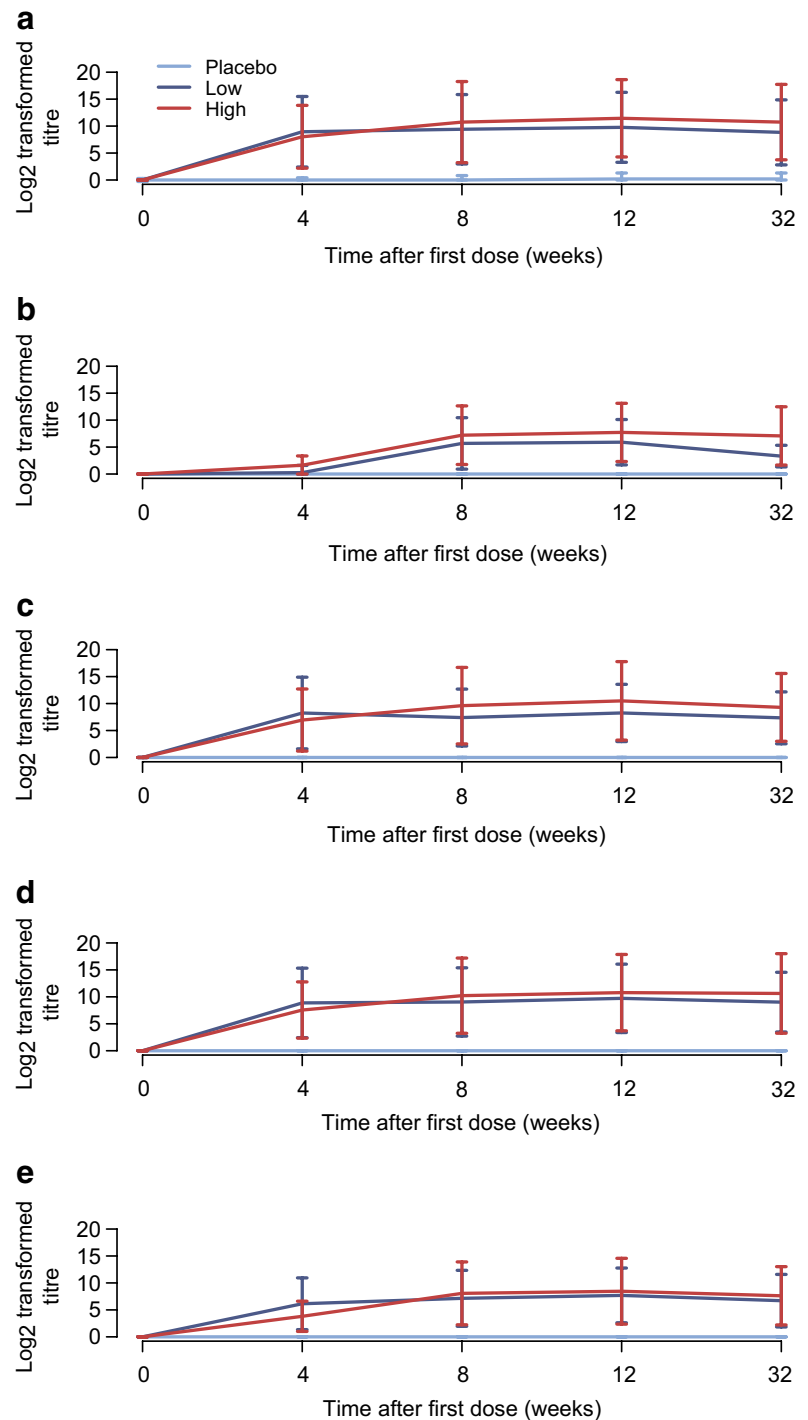 a
Log2 transformed
titre
20
15
10
5
0
Placebo
Low
High
0 4 8 12 32
Time after first dose (weeks)
b
Log2 transformed
titre
20
15
10
5
0
0 4 8 12 32
Time after first dose (weeks)
c
Log2 transformed
titre
20
15
10
5
0
0 4 8 12 32
Time after first dose (weeks)
d
Log2 transformed
titre
20
15
10
5
0
0 4 8 12 32
Time after first dose (weeks)
e
Log2 transformed
titre
20
15
10
5
0
0 4 8 12 32
Time after first dose (weeks)